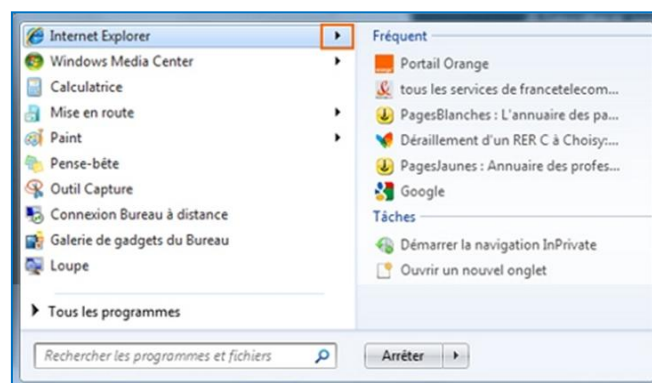 Internet Explorer
Windows Media Center
Calculatrice
Mise en route
Paint
Pense-bête
Outil Capture
Connexion Bureau à distance
Galerie de gadgets du Bureau
Loupe
Tous les programmes
Rechercher les programmes et fichiers
Fréquent
Portail Orange
tous les services de francetelecom...
PagesBlanches : L'annuaire des pa...
Déraillement d'un RER C à Choisy:...
PagesJaunes : Annuaire des profes...
Google
Tâches
Démarrer la navigation InPrivate
Ouvrir un nouvel onglet
Arrêter